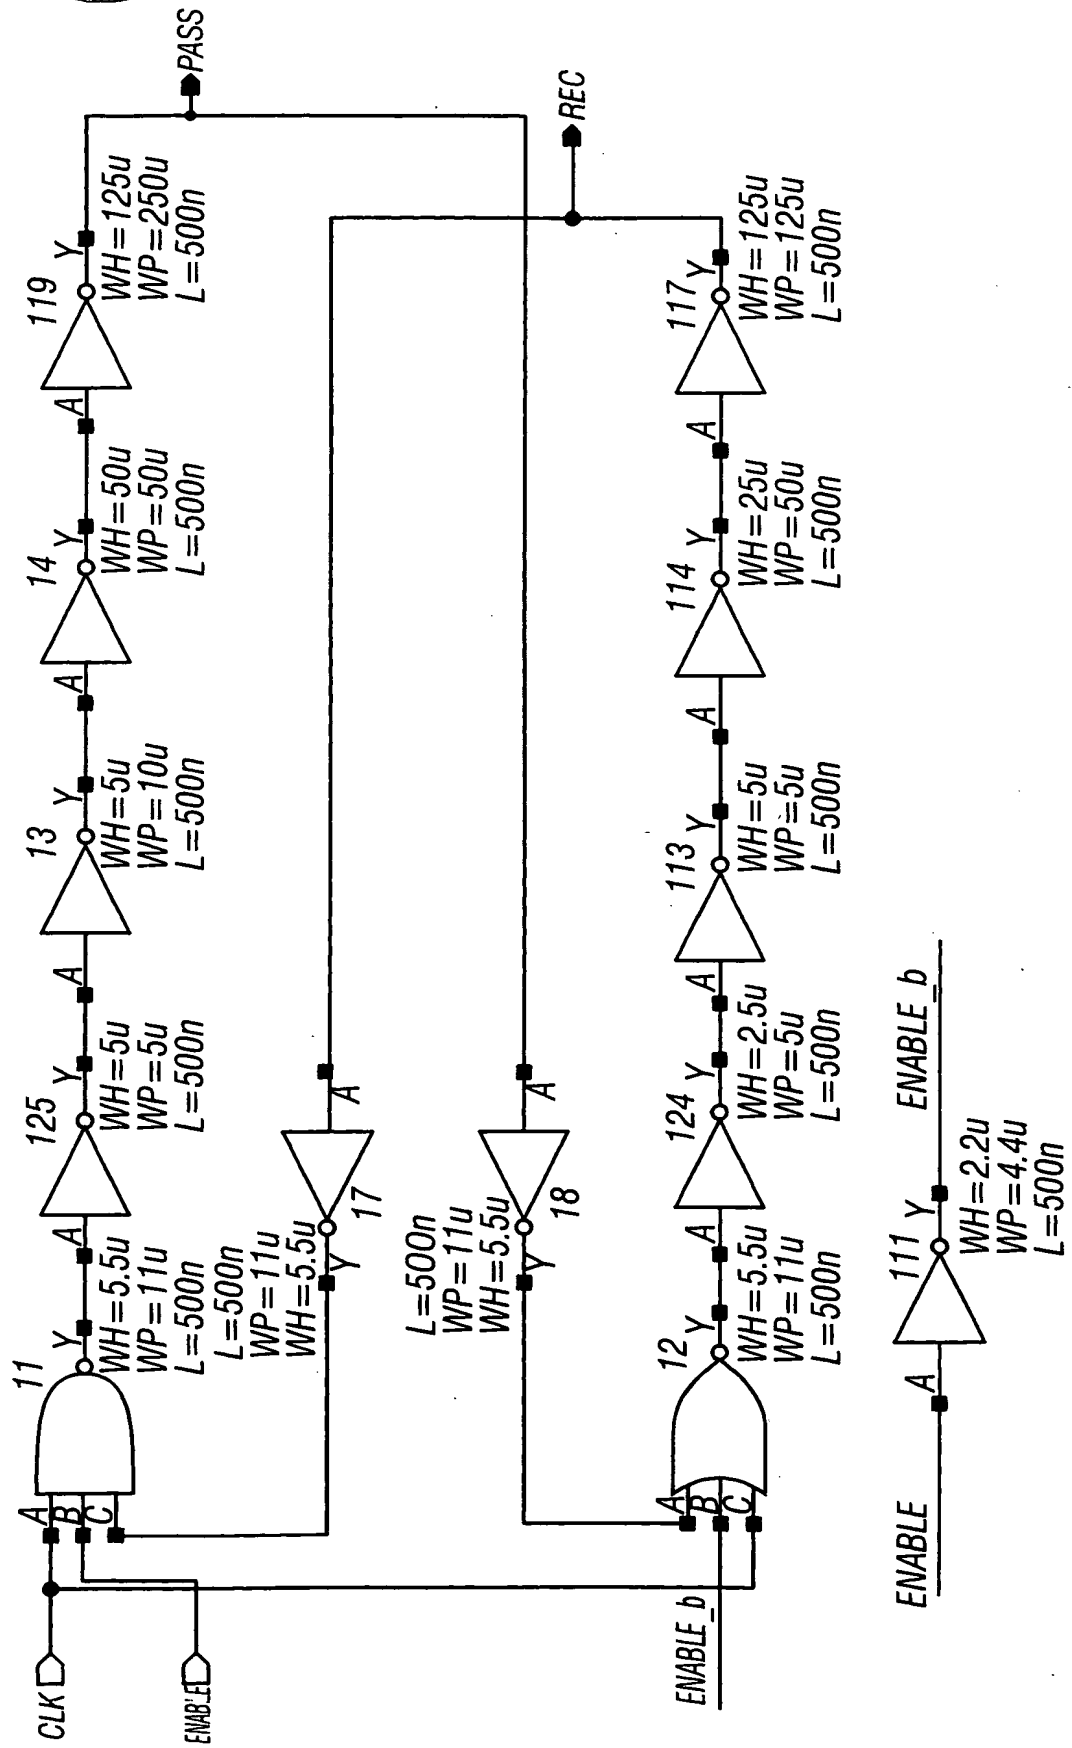 CLK
ENABLE
A
B
C
11
Y
WH=5.5u
WP=11u
L=500n
A
125
Y
WH=5u
WP=5u
L=500n
A
13
Y
WH=5u
WP=10u
L=500n
A
14
Y
WH=50u
WP=50u
L=500n
A
119
Y
WH=125u
WP=250u
L=500n
PASS
L=500n
WP=11u
WH=5.5u
Y
17
A
REC
L=500n
WP=11u
WH=5.5u
Y
18
A
ENABLE_b
A
B
C
12
Y
WH=5.5u
WP=11u
L=500n
A
124
Y
WH=2.5u
WP=5u
L=500n
A
113
Y
WH=5u
WP=5u
L=500n
A
114
Y
WH=25u
WP=50u
L=500n
A
117
Y
WH=125u
WP=125u
L=500n
ENABLE
A
111
Y
WH=2.2u
WP=4.4u
L=500n
ENABLE_b